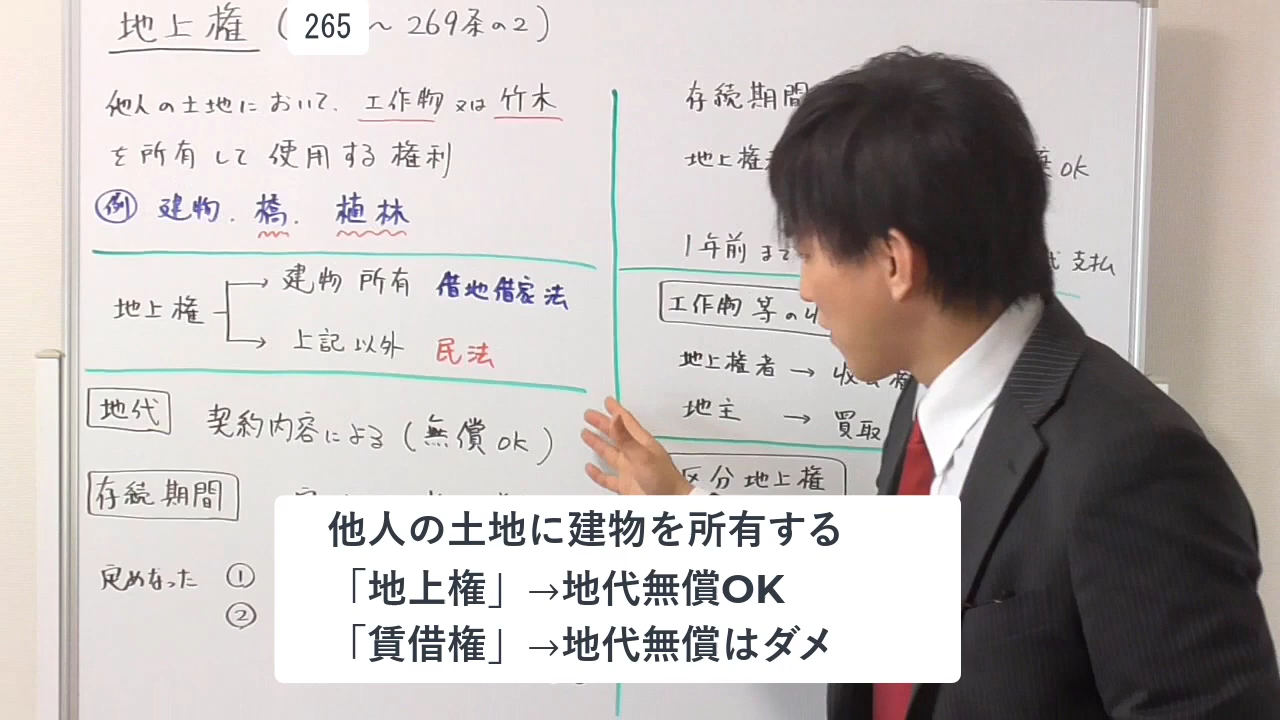 地上権（265～269条の2）
他人の土地において、工作物又は竹木
を所有して使用する権利
例 建物．橋．植林
地上権
建物所有 借地借家法
上記以外 民法
地代 契約内容による（無償OK）
存続期間
定めなかった ①
②
存続期間
地上権
OK
1年前まで
支払
工作物等の
地上権者→収去
地主→買取
区分地上権
他人の土地に建物を所有する
「地上権」→地代無償OK
「賃借権」→地代無償はダメ